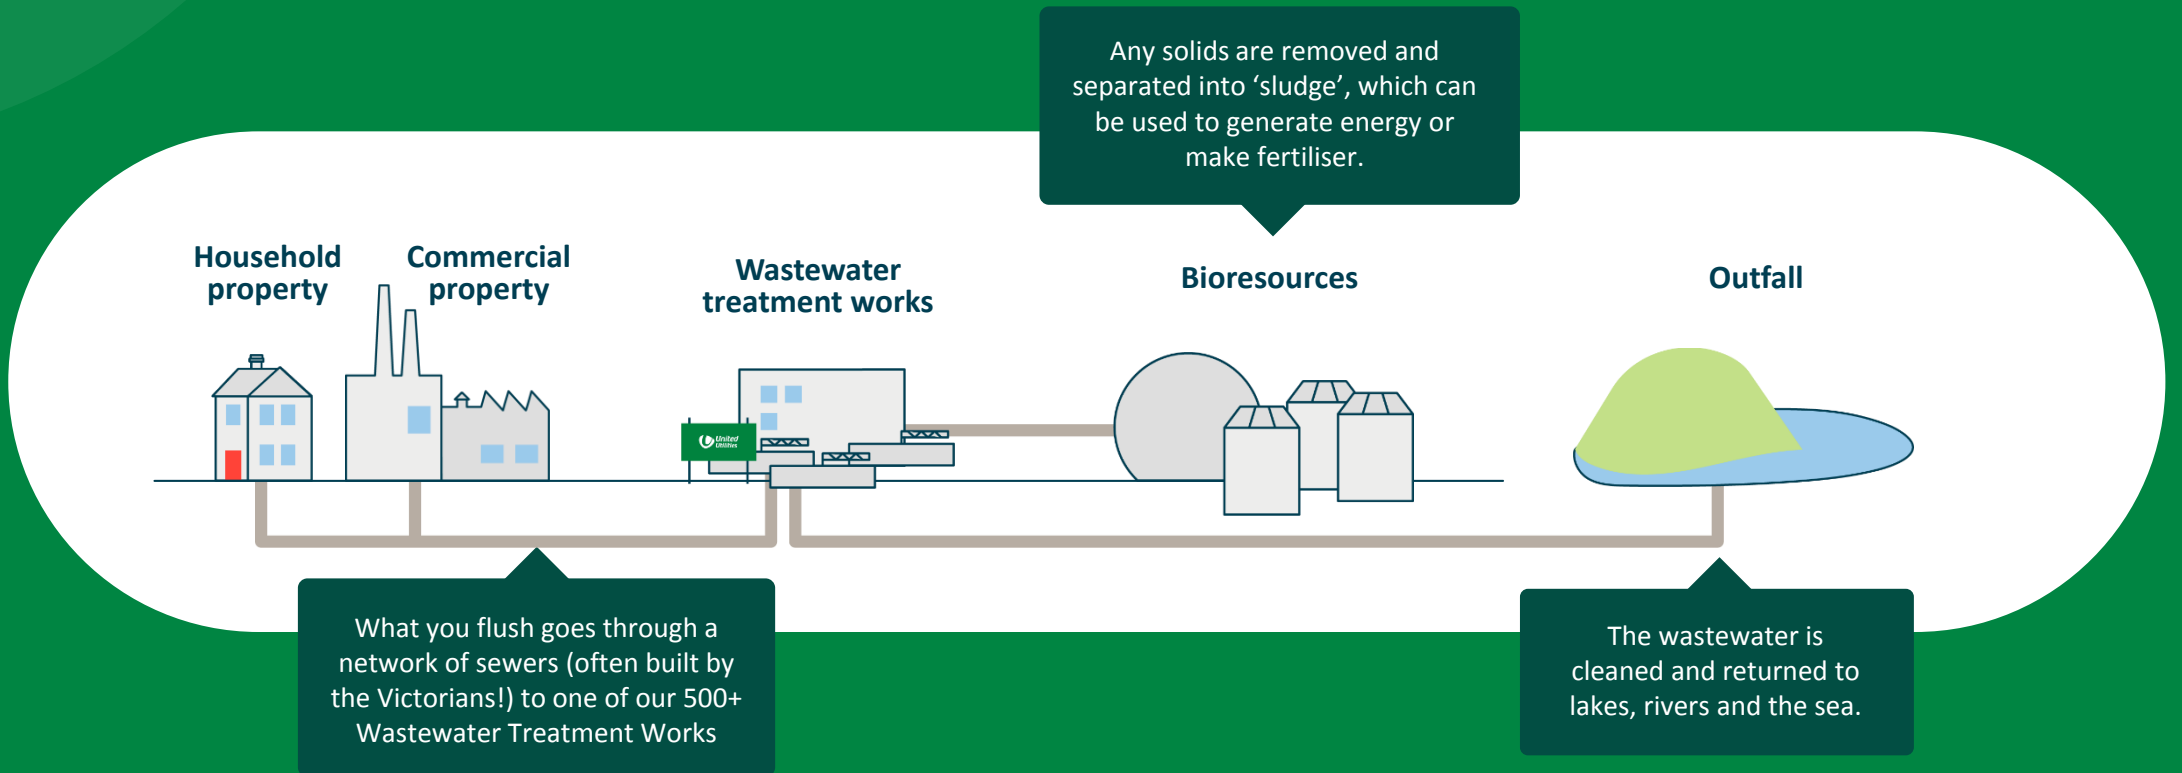 Any solids are removed and
separated into ‘sludge’, which can
be used to generate energy or
make fertiliser.
Household
property
Commercial
property
Wastewater
treatment works
Bioresources
Outfall
United
Utilities
What you flush goes through a
network of sewers (often built by
the Victorians!) to one of our 500+
Wastewater Treatment Works
The wastewater is
cleaned and returned to
lakes, rivers and the sea.